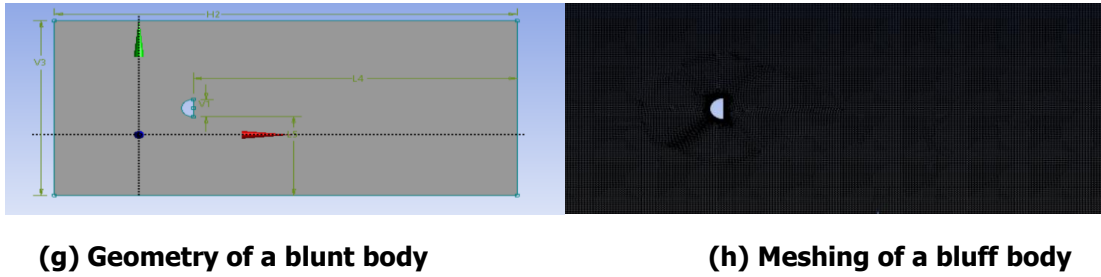 H2
V3
L4
V1
(g) Geometry of a blunt body
(h) Meshing of a bluff body